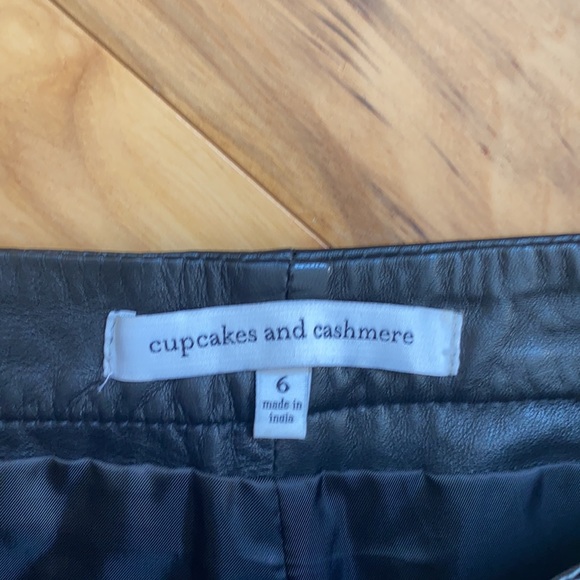 cupcakes and cashmere
6
made in
india